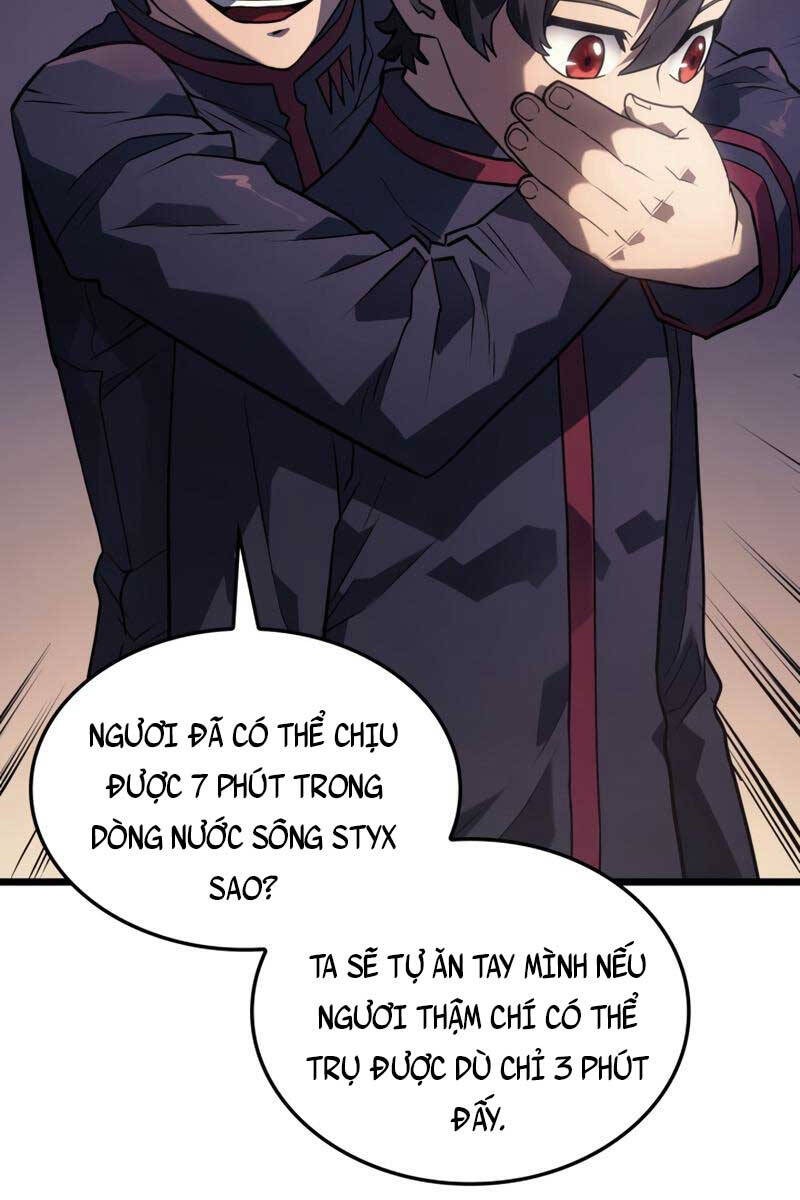 NGƯƠI ĐÃ CÓ THỂ CHỊU
ĐƯỢC 7 PHÚT TRONG
DÒNG NƯỚC SÔNG STYX
SAO?
TA SẼ TỰ ĂN TAY MÌNH NẾU
NGƯƠI THẬM CHÍ CÓ THỂ
TRỤ ĐƯỢC DÙ CHỈ 3 PHÚT
ĐẤY.